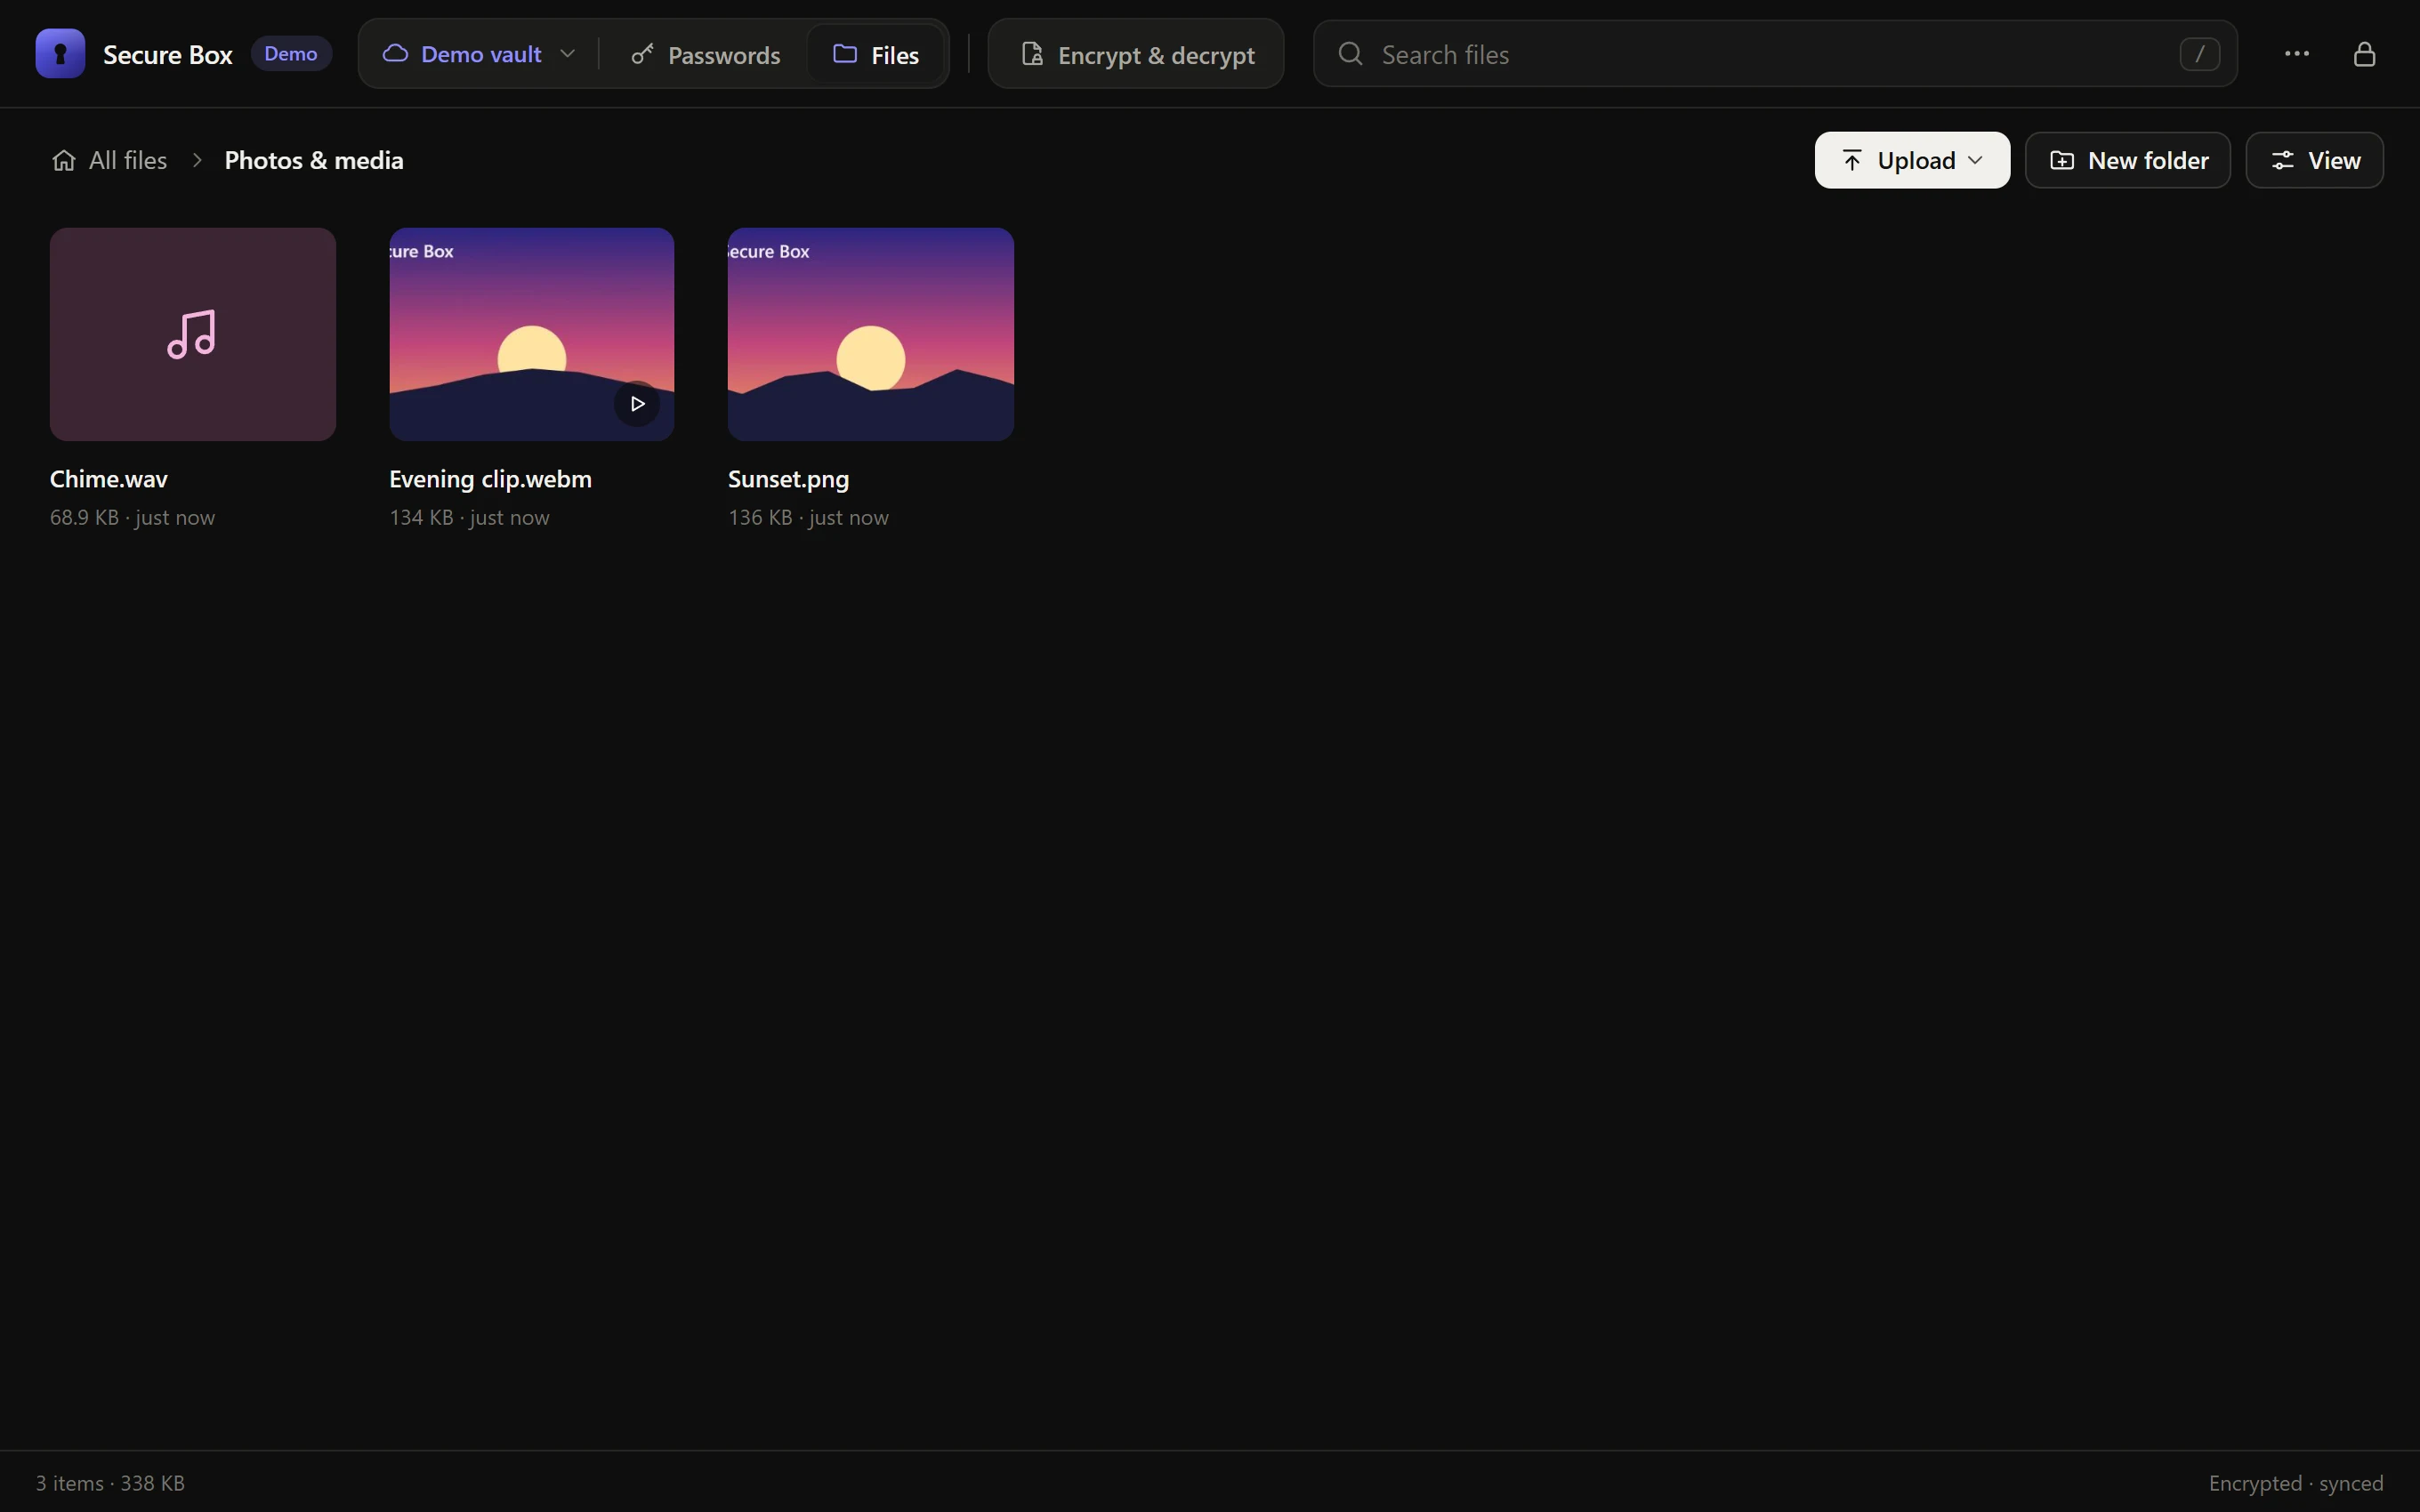 Secure Box Demo Demo vault Passwords Files Encrypt & decrypt Search files /
All files Photos & media Upload New folder View
cure Box
ecure Box
Chime.wav Evening clip.webm Sunset.png
68.9 KB · just now 134 KB · just now 136 KB · just now
3 items · 338 KB Encrypted · synced